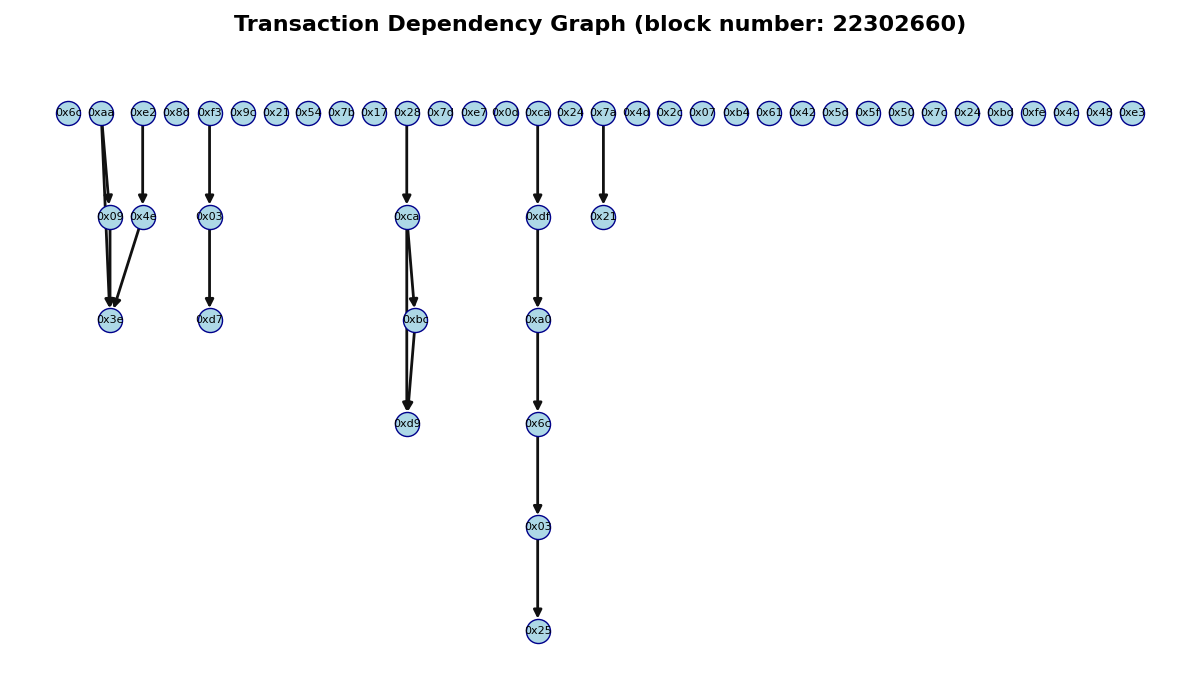 Transaction Dependency Graph (block number: 22302660)
0x6c 0xaa 0xe2 0x8d 0xf3 0x9c 0x21 0x54 0x7b 0x17 0x28 0x7d 0xe7 0x0d 0xca 0x24 0x7a 0x4d 0x2c 0x07 0xb4 0x61 0x42 0x5d 0x5f 0x50 0x7c 0x24 0xbd 0xfe 0x4c 0x48 0xe3
0x09 0x4e 0x03 0xca 0xdf 0x21
0x3e 0xd7 0xbc 0xa0
0xd9 0x6c
0x03
0x25